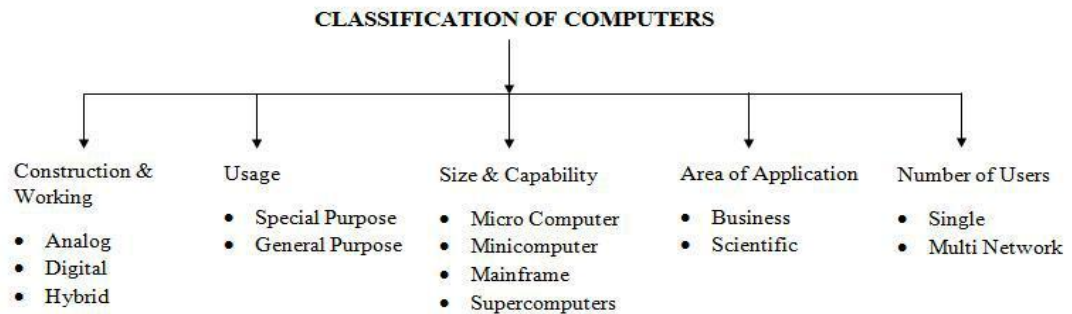 CLASSIFICATION OF COMPUTERS
Construction &
Working
• Analog
• Digital
• Hybrid
Usage
• Special Purpose
• General Purpose
Size & Capability
• Micro Computer
• Minicomputer
• Mainframe
• Supercomputers
Area of Application
• Business
• Scientific
Number of Users
• Single
• Multi Network